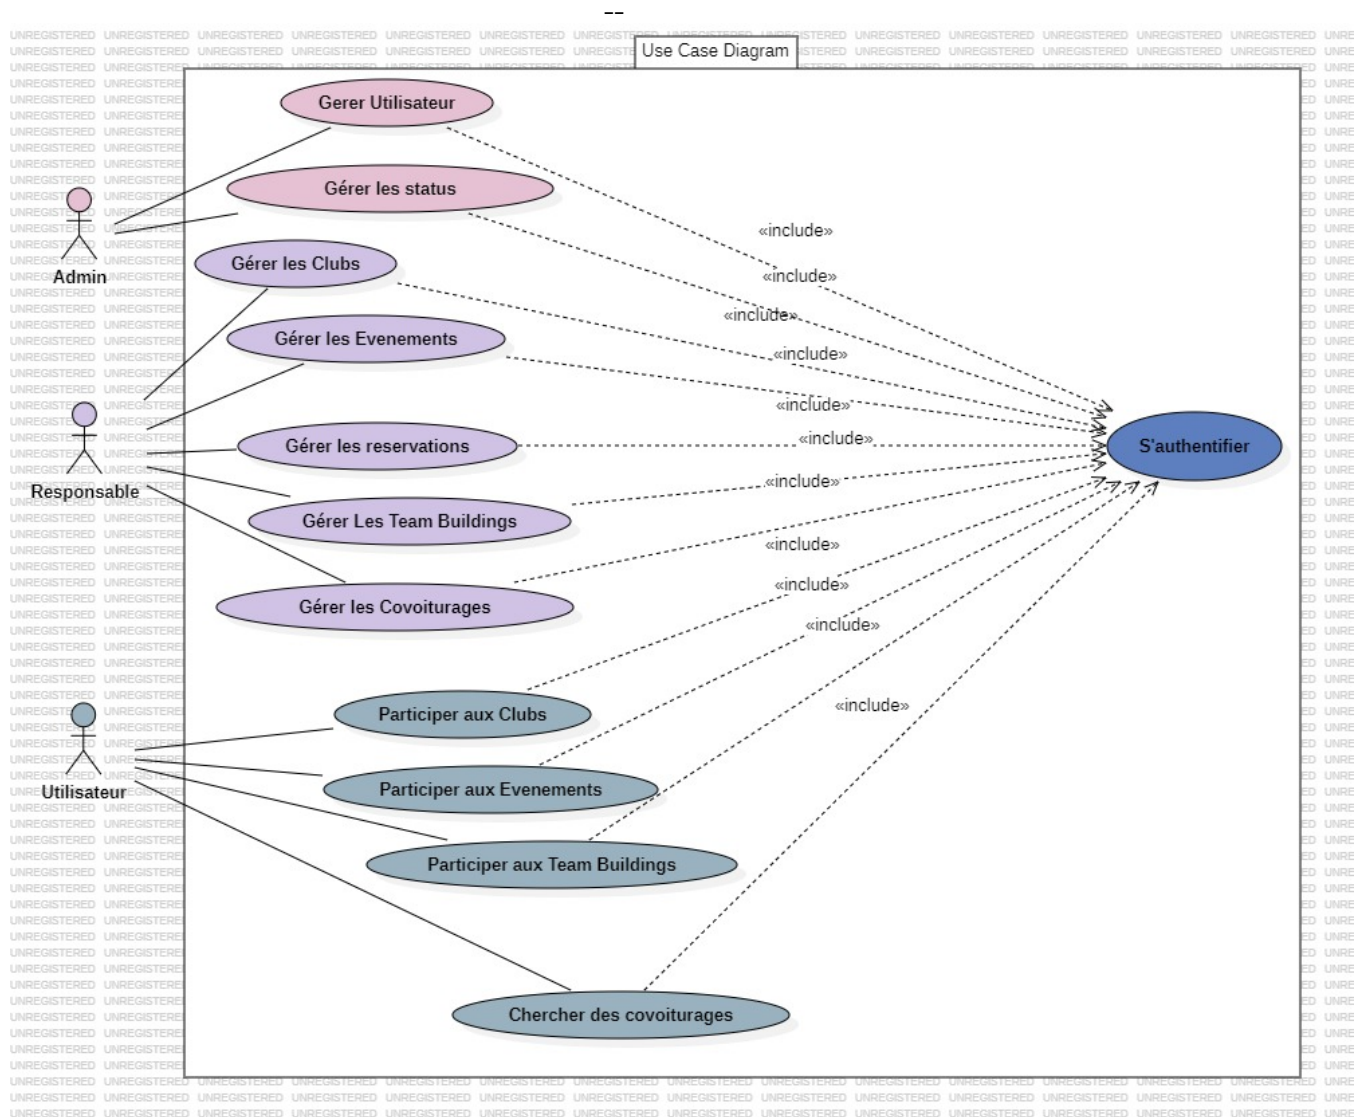 Use Case Diagram
Gerer Utilisateur
Gérer les status
«include»
Gérer les Clubs
Admin
«include»
«include»
Gérer les Evenements
«include»
«include»
Responsable
Gérer les reservations
«include»
S'authentifier
«include»
Gérer Les Team Buildings
«include»
«include»
Gérer les Covoiturages
«include»
Utilisateur
Participer aux Clubs
«include»
Participer aux Evenements
Participer aux Team Buildings
Chercher des covoiturages
UNREGISTERED